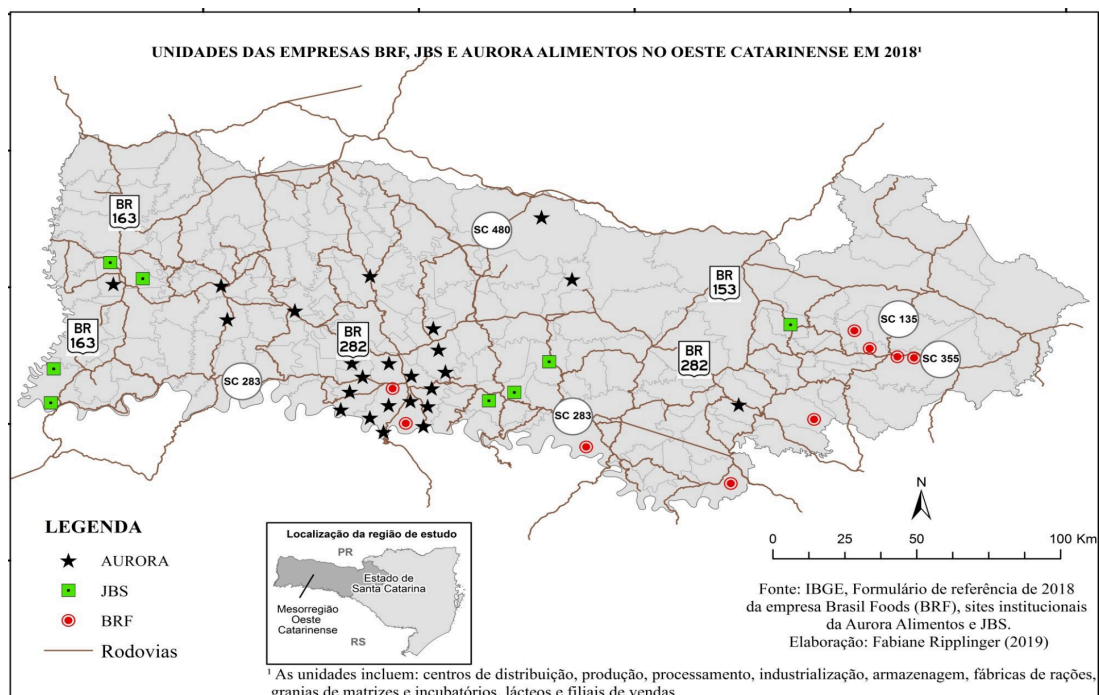 UNIDADES DAS EMPRESAS BRF, JBS E AURORA ALIMENTOS NO OESTE CATARINENSE EM 2018¹
BR
163
SC 480
BR
153
SC 135
BR
163
BR
282
BR
282
SC 355
SC 283
SC 283
N
0 25 50 100 Km
LEGENDA
AURORA
JBS
BRF
Rodovias
Localização da região de estudo
PR
Estado de
Santa Catarina
Mesorregião
Oeste
Catarinense
RS
Fonte: IBGE, Formulário de referência de 2018
da empresa Brasil Foods (BRF), sites institucionais
da Aurora Alimentos e JBS.
Elaboração: Fabiane Ripplinger (2019)
¹ As unidades incluem: centros de distribuição, produção, processamento, industrialização, armazenagem, fábricas de rações,
granjas de matrizes e incubatórios, lácteos e filiais de vendas